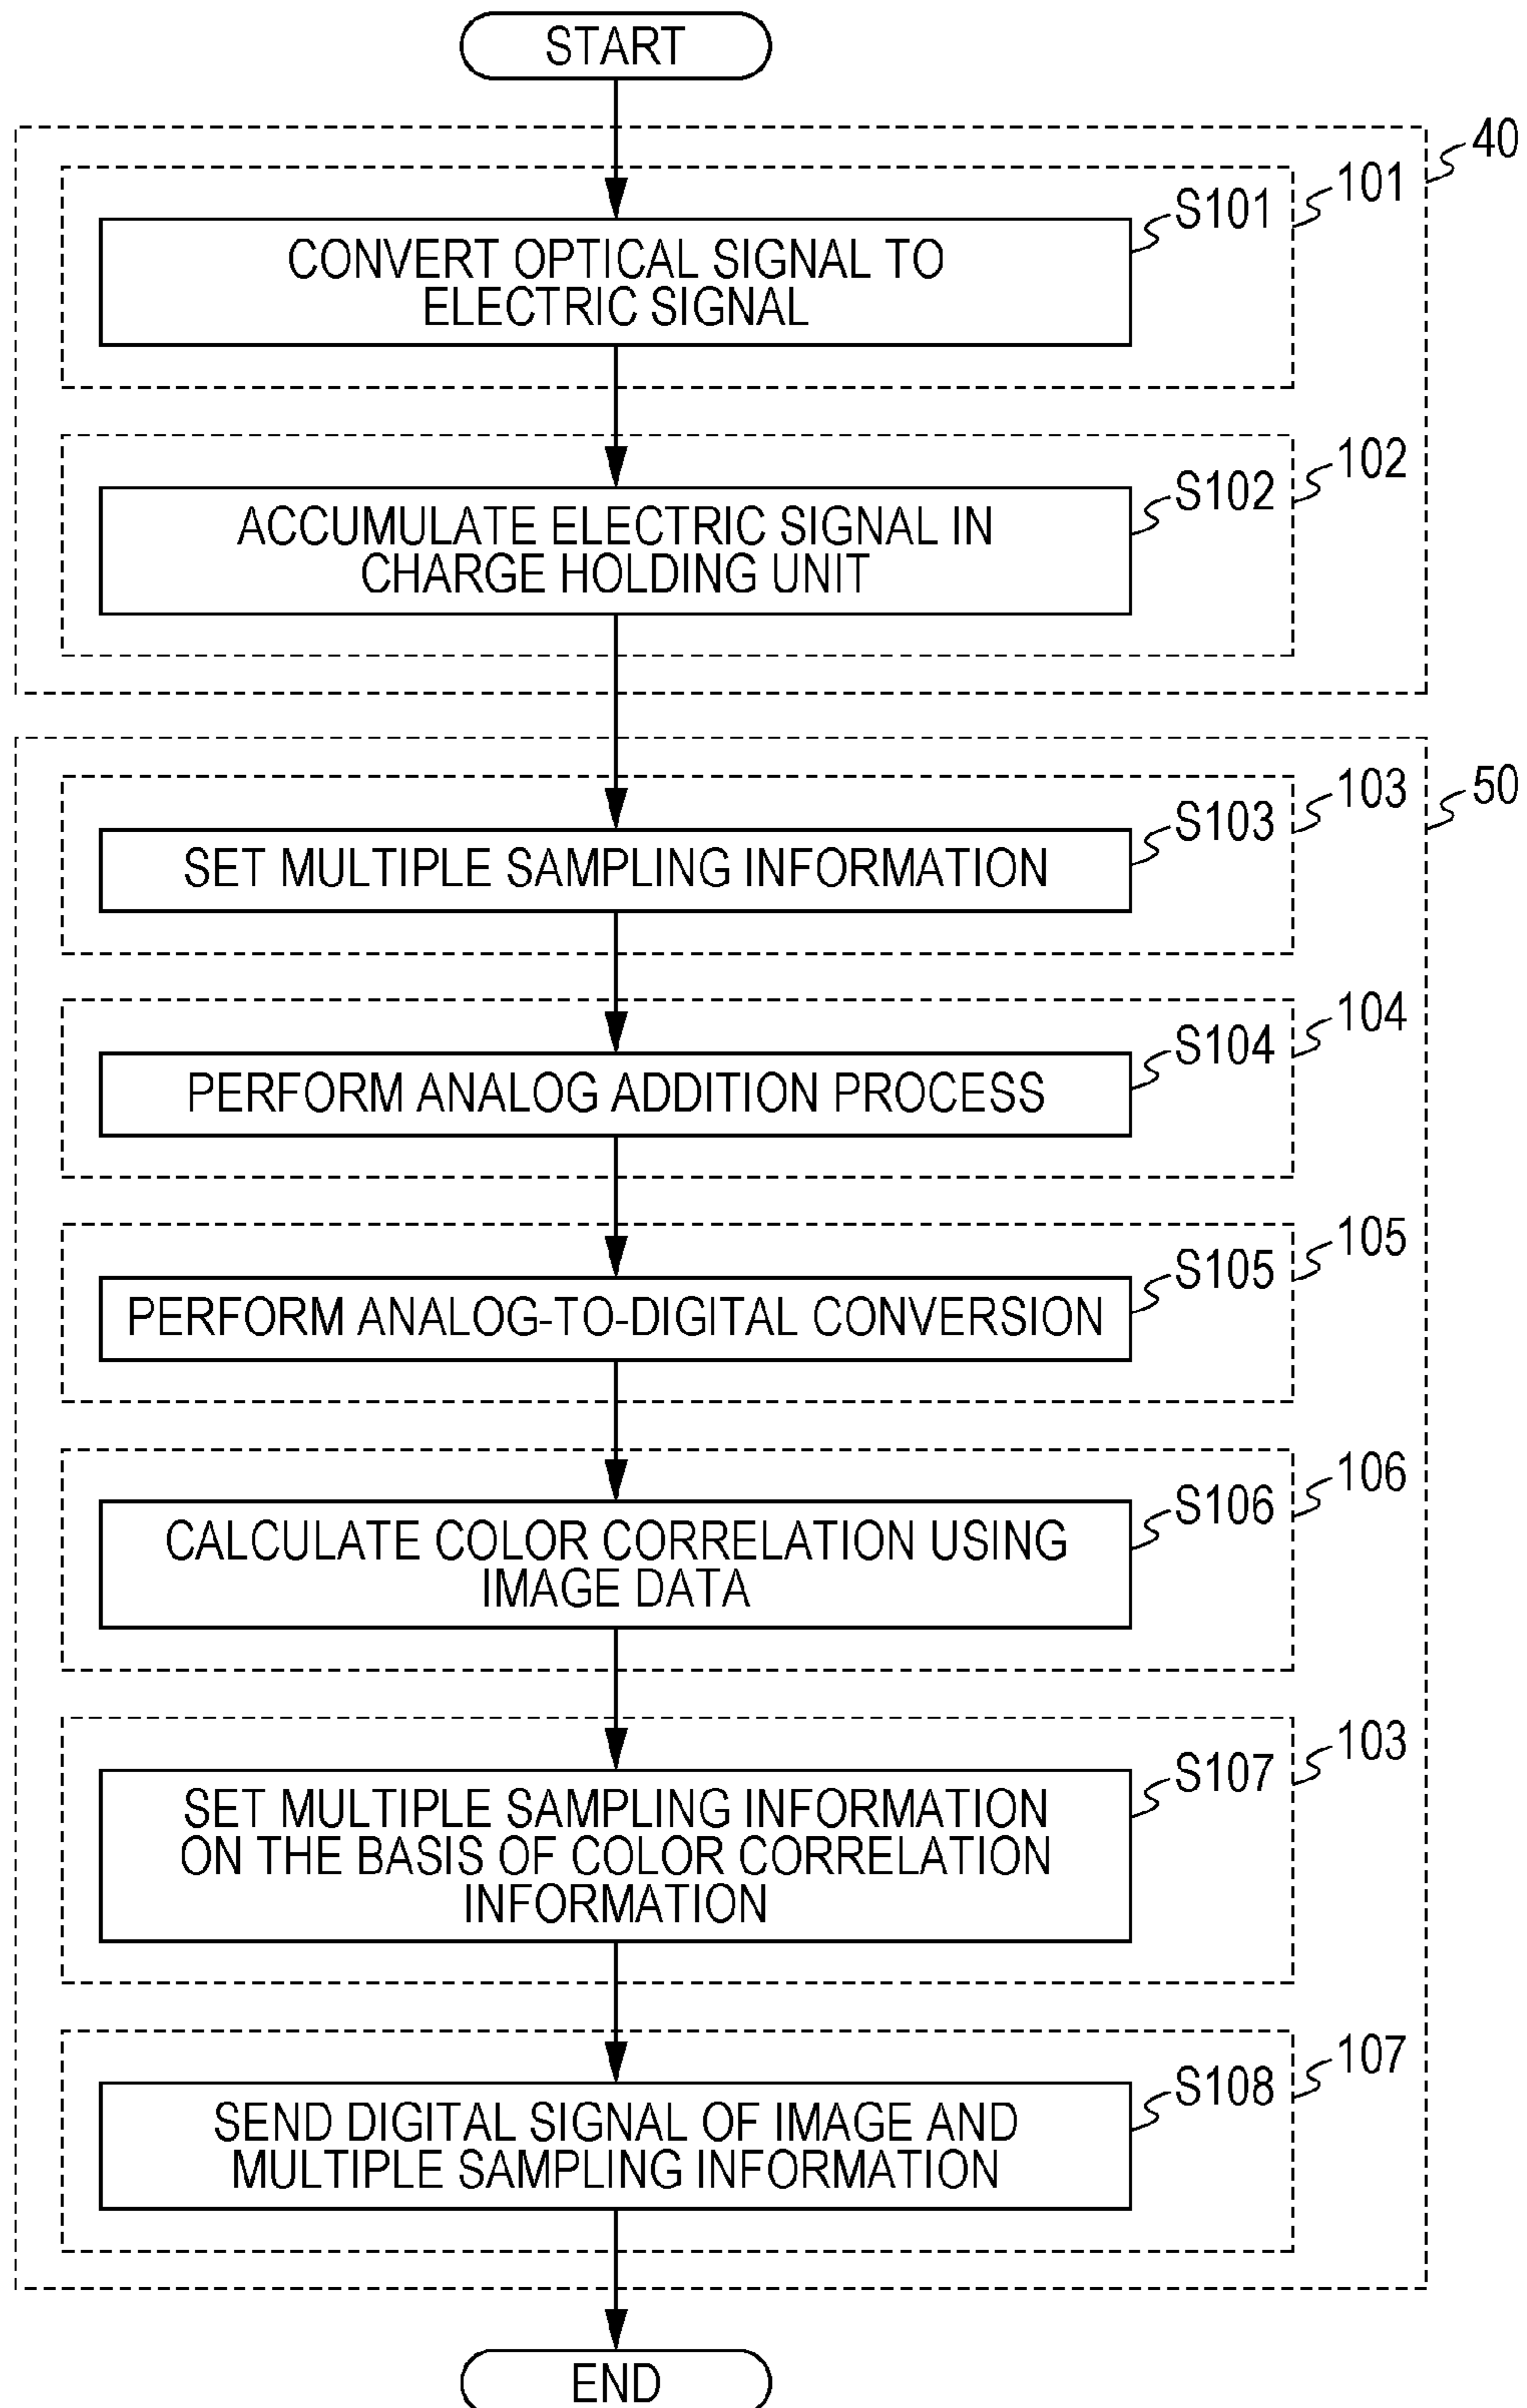 START
40
101
S101
CONVERT OPTICAL SIGNAL TO
ELECTRIC SIGNAL
102
S102
ACCUMULATE ELECTRIC SIGNAL IN
CHARGE HOLDING UNIT
50
103
S103
SET MULTIPLE SAMPLING INFORMATION
104
S104
PERFORM ANALOG ADDITION PROCESS
105
S105
PERFORM ANALOG-TO-DIGITAL CONVERSION
106
S106
CALCULATE COLOR CORRELATION USING
IMAGE DATA
103
S107
SET MULTIPLE SAMPLING INFORMATION
ON THE BASIS OF COLOR CORRELATION
INFORMATION
107
S108
SEND DIGITAL SIGNAL OF IMAGE AND
MULTIPLE SAMPLING INFORMATION
END